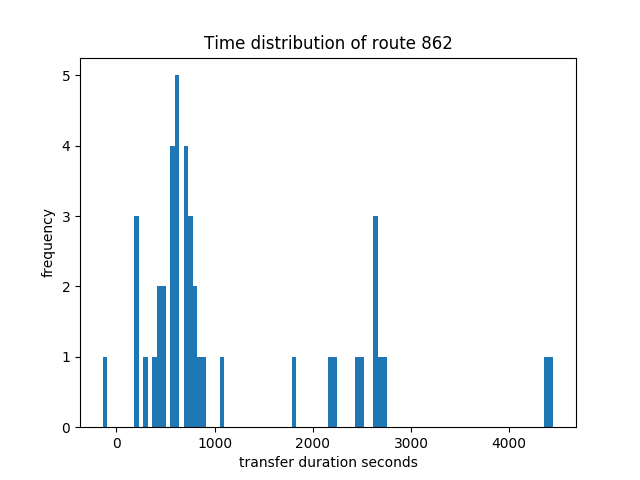 Time distribution of route 862
frequency
5
4
3
2
1
0
0 1000 2000 3000 4000
transfer duration seconds